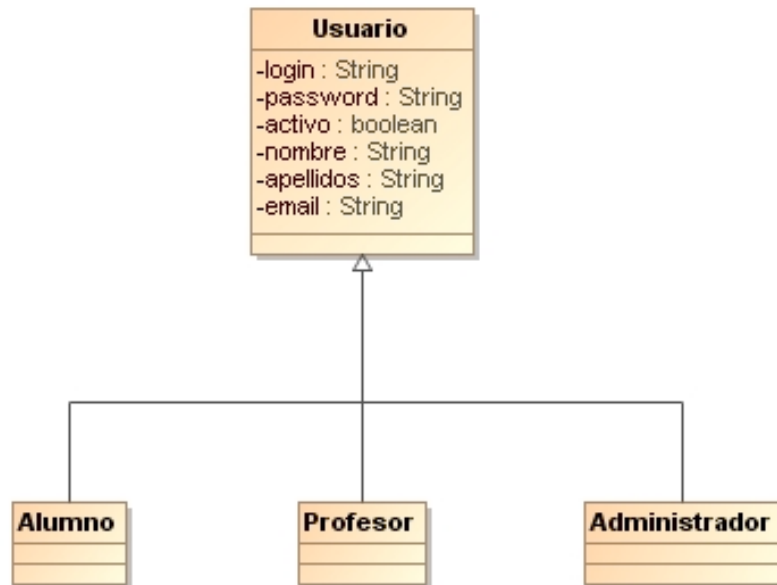 Usuario
-login : String
-password : String
-activo : boolean
-nombre : String
-apellidos : String
-email : String
Alumno
Profesor
Administrador